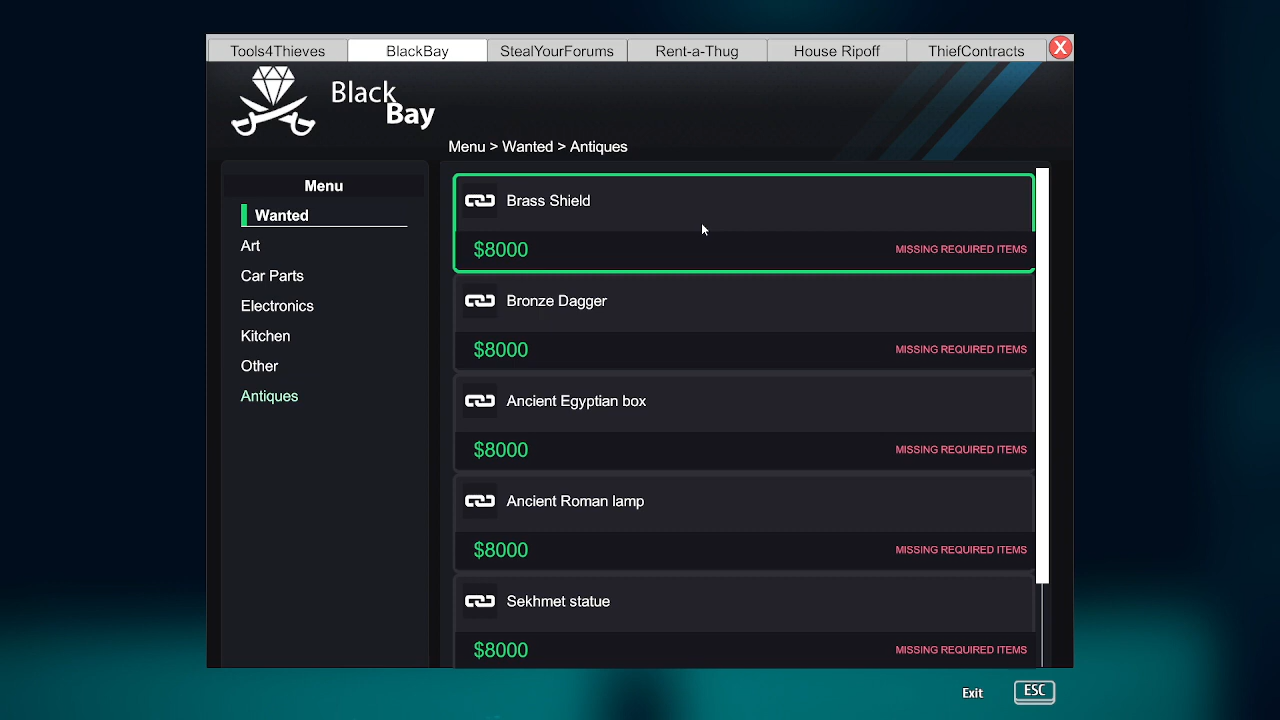 Tools4Thieves
BlackBay
StealYourForums
Rent-a-Thug
House Ripoff
ThiefContracts
X
Black
Bay
Menu > Wanted > Antiques
Menu
Wanted
Art
Car Parts
Electronics
Kitchen
Other
Antiques
Brass Shield
$8000
MISSING REQUIRED ITEMS
Bronze Dagger
$8000
MISSING REQUIRED ITEMS
Ancient Egyptian box
$8000
MISSING REQUIRED ITEMS
Ancient Roman lamp
$8000
MISSING REQUIRED ITEMS
Sekhmet statue
$8000
MISSING REQUIRED ITEMS
Exit
ESC